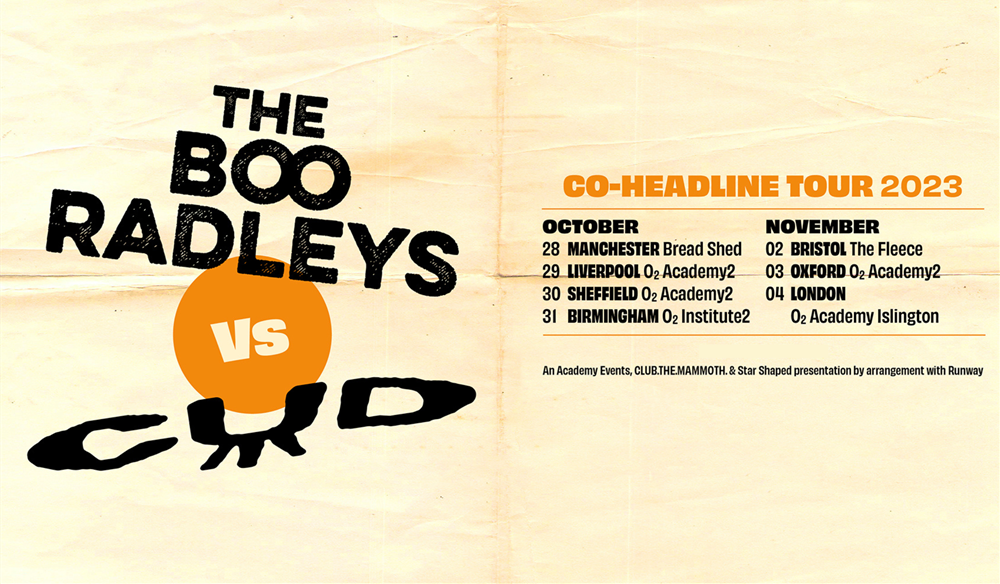 THE
BOO
RADLEYS
VS
CUD
CO-HEADLINE TOUR 2023
OCTOBER
28 MANCHESTER Bread Shed
29 LIVERPOOL O₂ Academy2
30 SHEFFIELD O₂ Academy2
31 BIRMINGHAM O₂ Institute2
NOVEMBER
02 BRISTOL The Fleece
03 OXFORD O₂ Academy2
04 LONDON
O₂ Academy Islington
An Academy Events, CLUB.THE.MAMMOTH. & Star Shaped presentation by arrangement with Runway